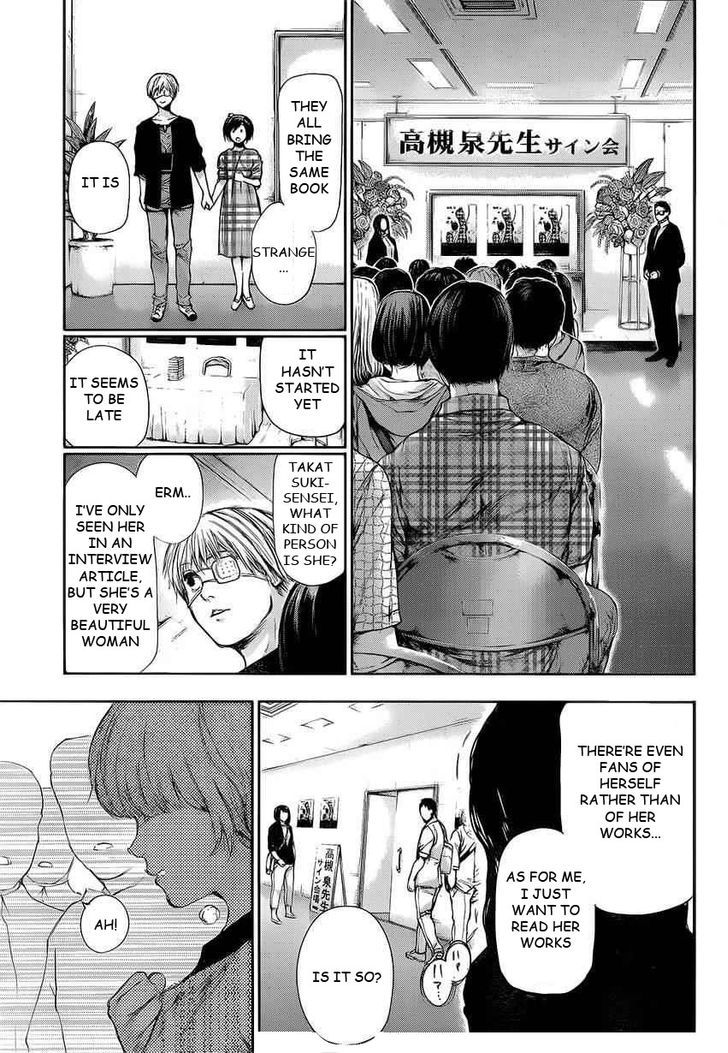 高槻泉先生サイン会
THEY
ALL
BRING
THE
SAME
BOOK
STRANGE
...
IT IS
IT
HASN'T
STARTED
YET
IT SEEMS
TO BE
LATE
TAKAT
SUKI-
SENSEI,
WHAT
KIND OF
PERSON
IS SHE?
ERM..
I'VE ONLY
SEEN HER
IN AN
INTERVIEW
ARTICLE,
BUT SHE'S A
VERY
BEAUTIFUL
WOMAN
THERE'RE EVEN
FANS OF
HERSELF
RATHER THAN
OF HER
WORKS...
AS FOR ME,
I JUST
WANT TO
READ HER
WORKS
高槻泉先生
サイン会場
IS IT SO?
AH!